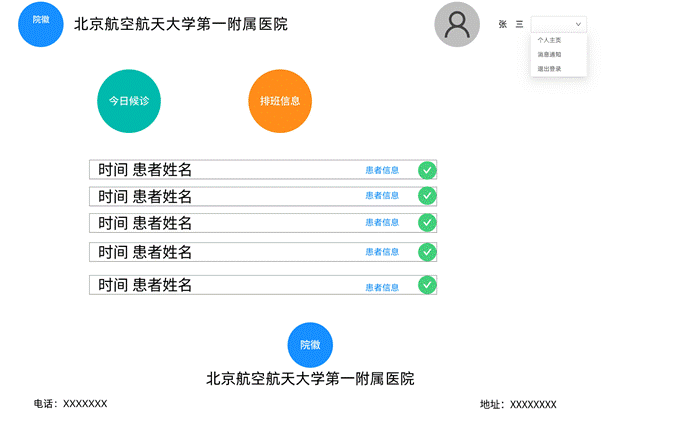 院徽
北京航空航天大学第一附属医院
张 三
个人主页
消息通知
退出登录
今日候诊
排班信息
时间 患者姓名 患者信息
时间 患者姓名 患者信息
时间 患者姓名 患者信息
时间 患者姓名 患者信息
时间 患者姓名 患者信息
院徽
北京航空航天大学第一附属医院
电话：XXXXXXX
地址：XXXXXXXX